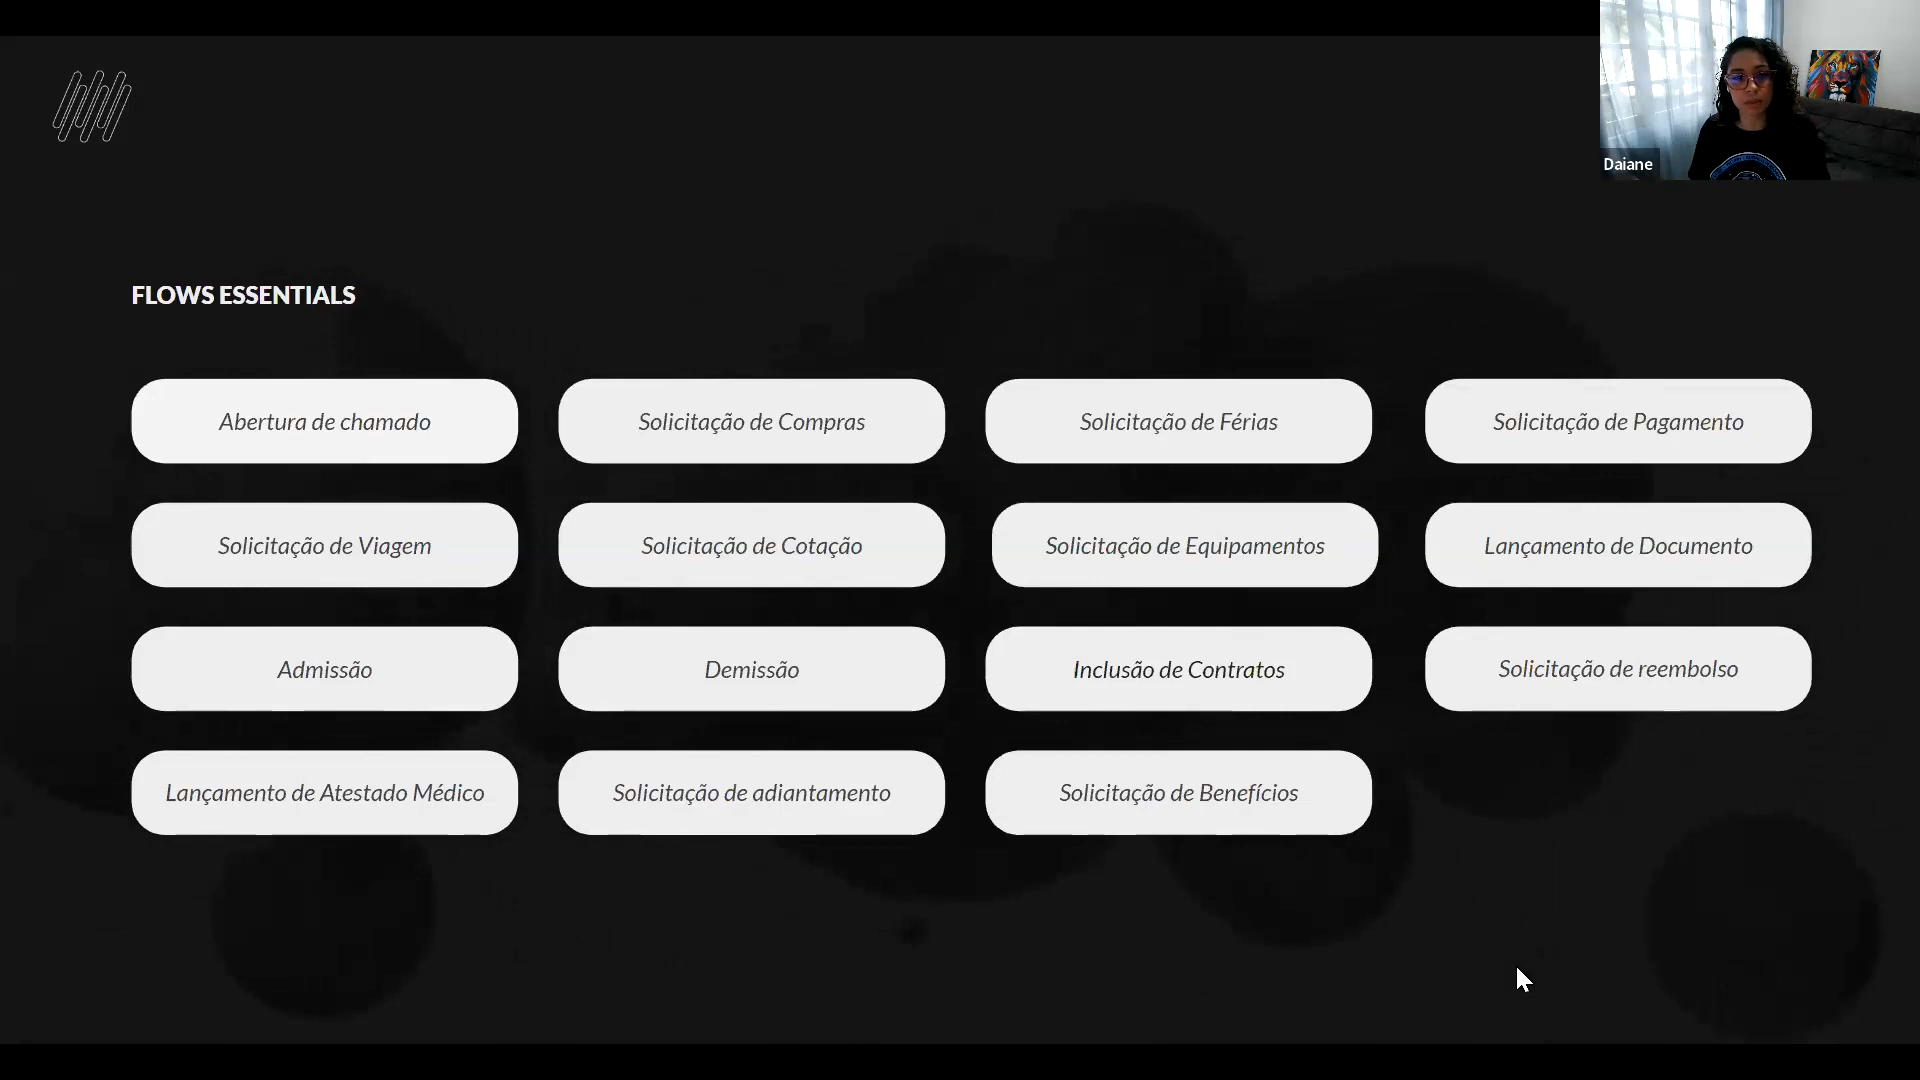 Daiane
FLOWS ESSENTIALS
Abertura de chamado
Solicitação de Compras
Solicitação de Férias
Solicitação de Pagamento
Solicitação de Viagem
Solicitação de Cotação
Solicitação de Equipamentos
Lançamento de Documento
Admissão
Demissão
Inclusão de Contratos
Solicitação de reembolso
Lançamento de Atestado Médico
Solicitação de adiantamento
Solicitação de Benefícios